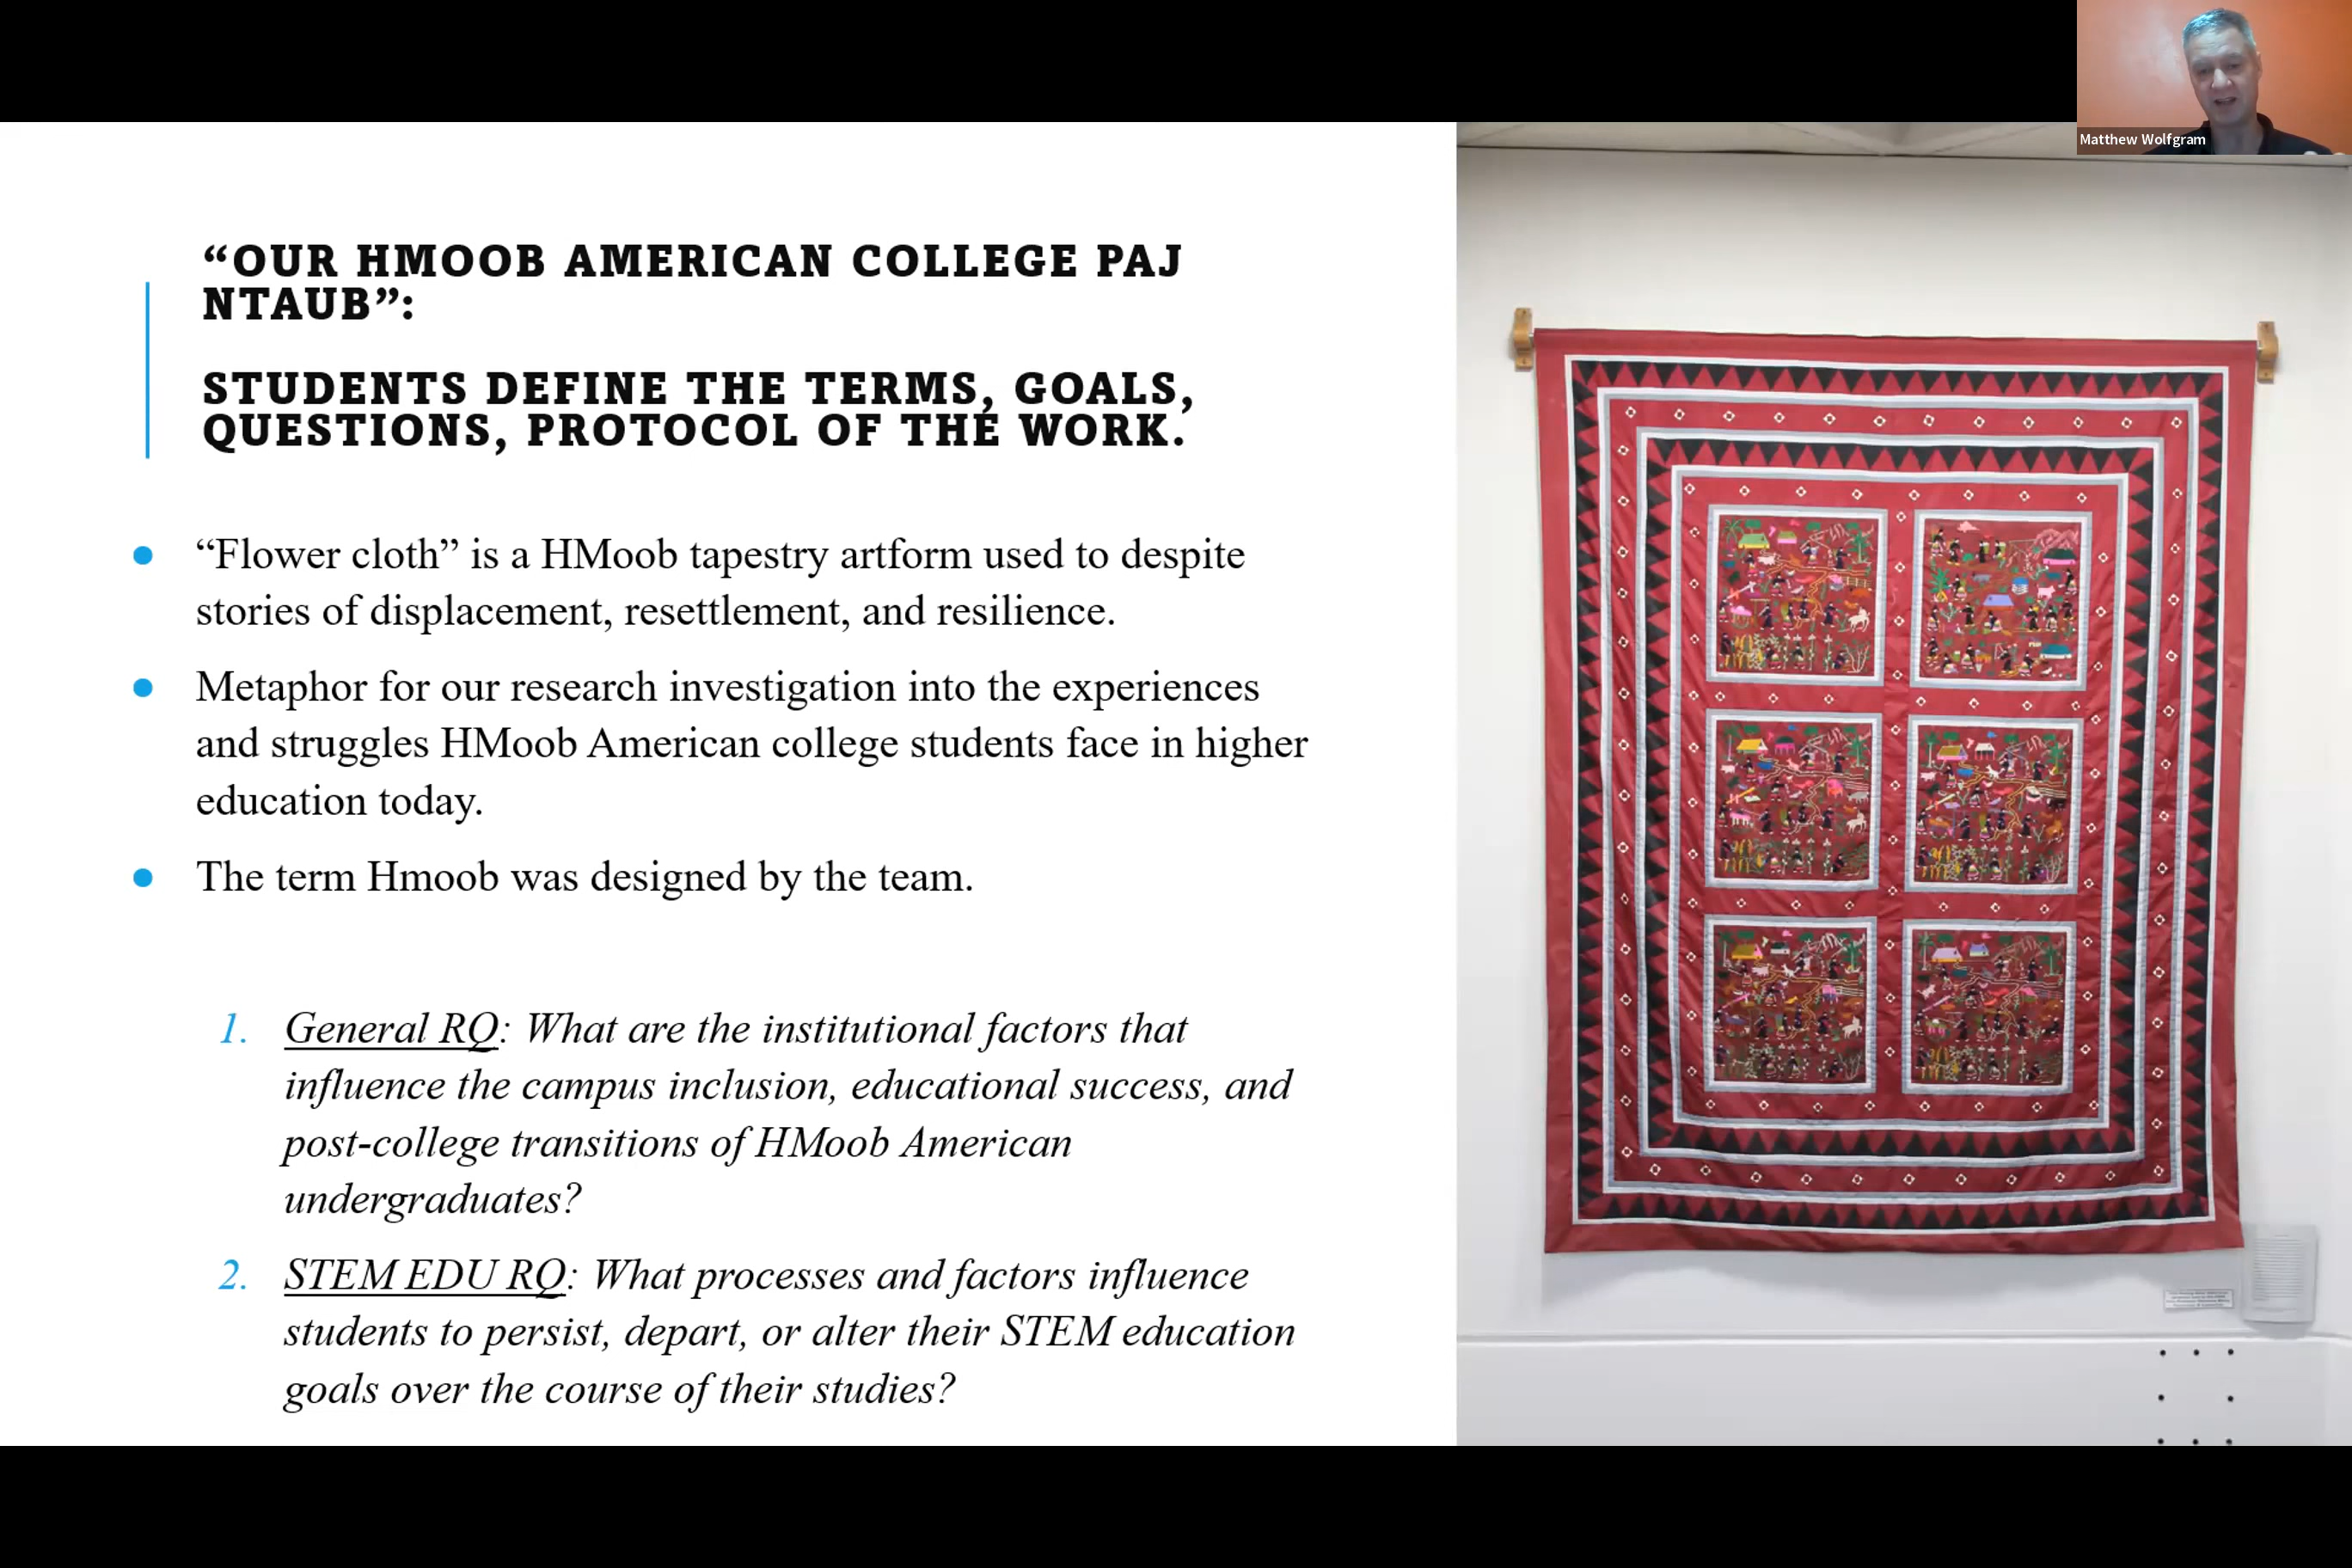 Matthew Wolfgram
“OUR HMOOB AMERICAN COLLEGE PAJ
NTAUB”:
STUDENTS DEFINE THE TERMS, GOALS,
QUESTIONS, PROTOCOL OF THE WORK.
“Flower cloth” is a HMoob tapestry artform used to despite
stories of displacement, resettlement, and resilience.
Metaphor for our research investigation into the experiences
and struggles HMoob American college students face in higher
education today.
The term Hmoob was designed by the team.
1. General RQ: What are the institutional factors that
influence the campus inclusion, educational success, and
post-college transitions of HMoob American
undergraduates?
2. STEM EDU RQ: What processes and factors influence
students to persist, depart, or alter their STEM education
goals over the course of their studies?